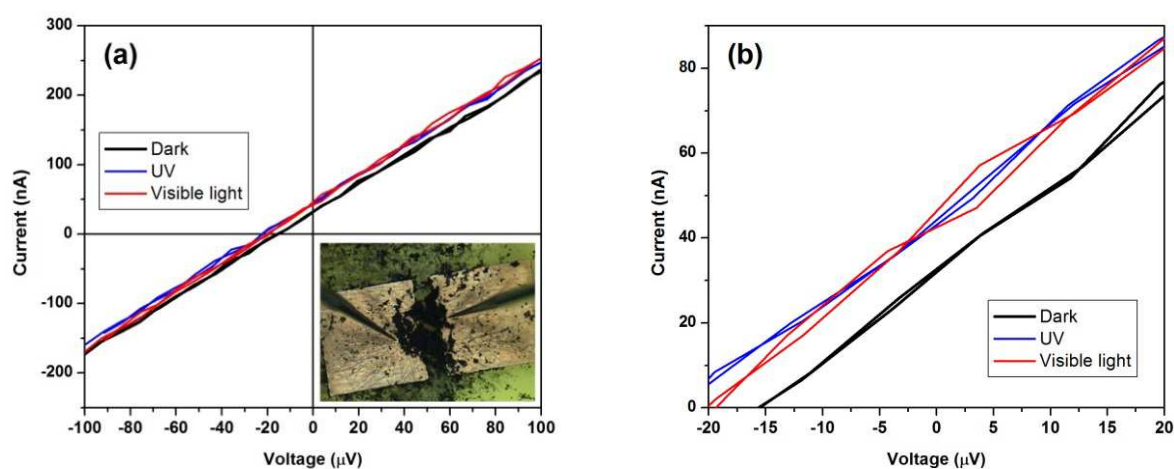 (a)
300
200
100
0
-100
-200
Current (nA)
Dark
UV
Visible light
-100 -80 -60 -40 -20 0 20 40 60 80 100
Voltage (μV)
(b)
80
60
40
20
0
Current (nA)
Dark
UV
Visible light
-20 -15 -10 -5 0 5 10 15 20
Voltage (μV)